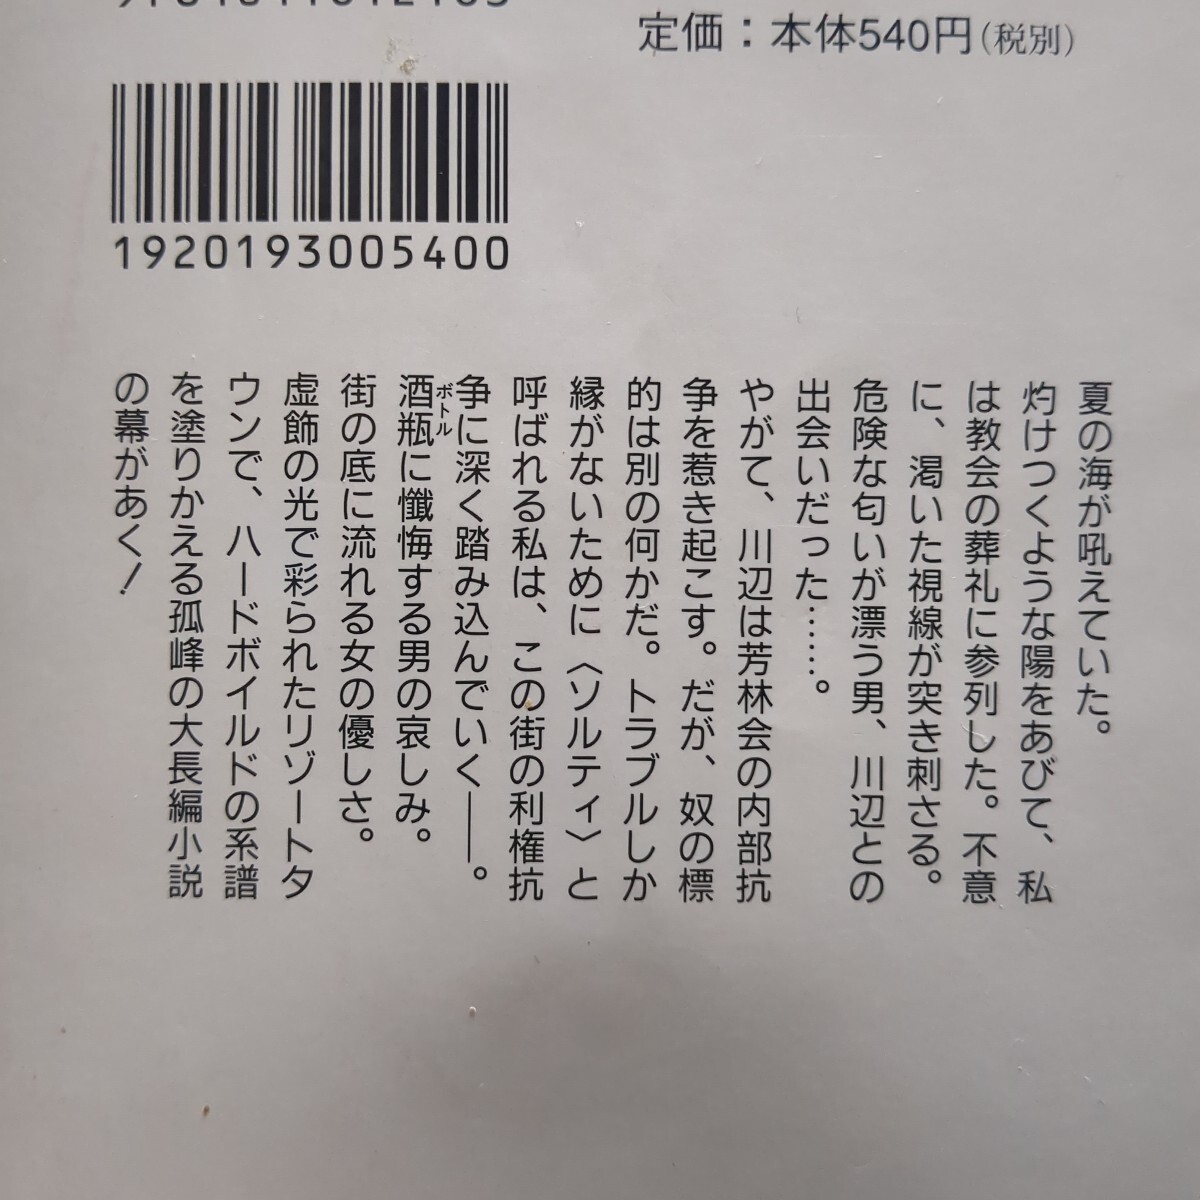 定価：本体540円（税別）
1920193005400
夏の海が吼えていた。
灼けつくような陽をあびて、私
は教会の葬礼に参列した。不意
に、渇いた視線が突き刺さる。
危険な匂いが漂う男、川辺との
出会いだった……。
やがて、川辺は芳林会の内部抗
争を惹き起こす。だが、奴の標
的は別の何かだ。トラブルしか
縁がないために〈ソルティ〉と
呼ばれる私は、この街の利権抗
争に深く踏み込んでいく――。
酒瓶に懺悔する男の哀しみ。
ボトル
街の底に流れる女の優しさ。
虚飾の光で彩られたリゾートタ
ウンで、ハードボイルドの系譜
を塗りかえる孤峰の大長編小説
の幕があく！